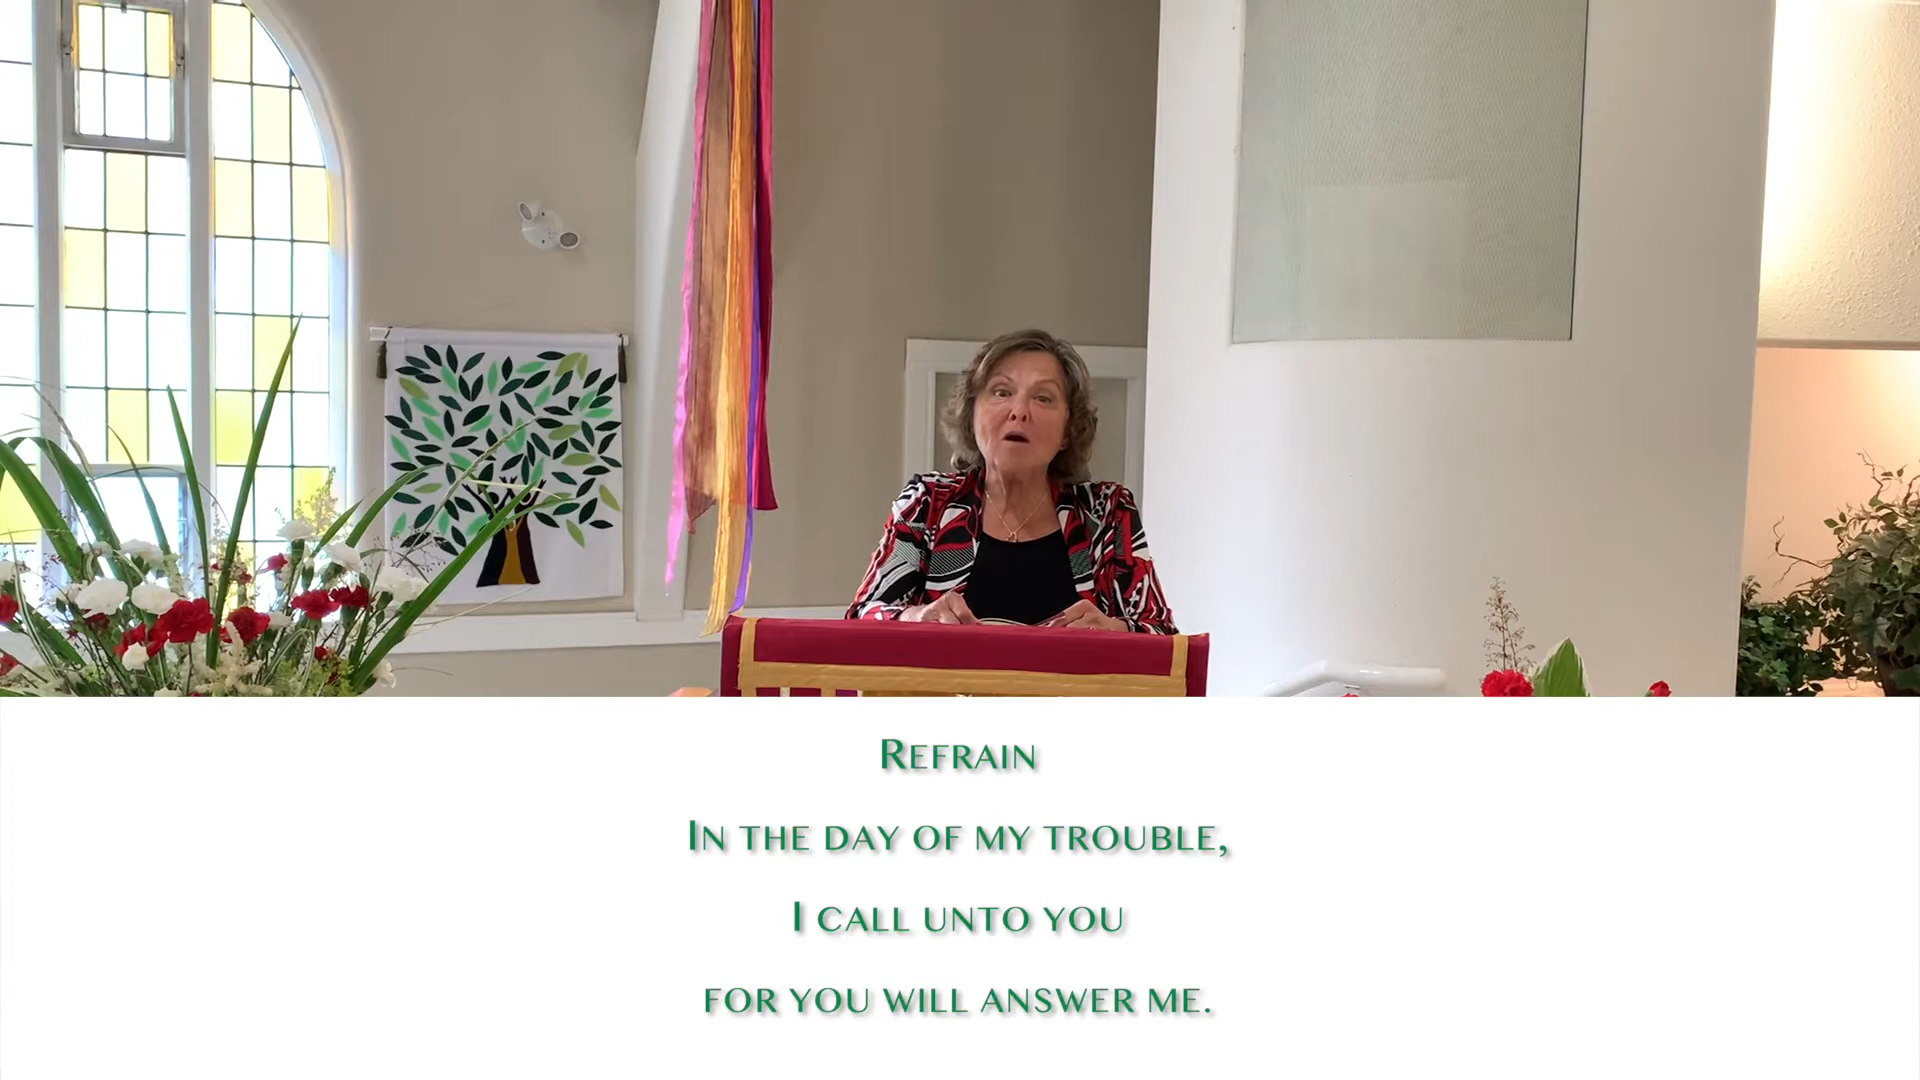 Refrain
In the day of my trouble,
I call unto you
for you will answer me.